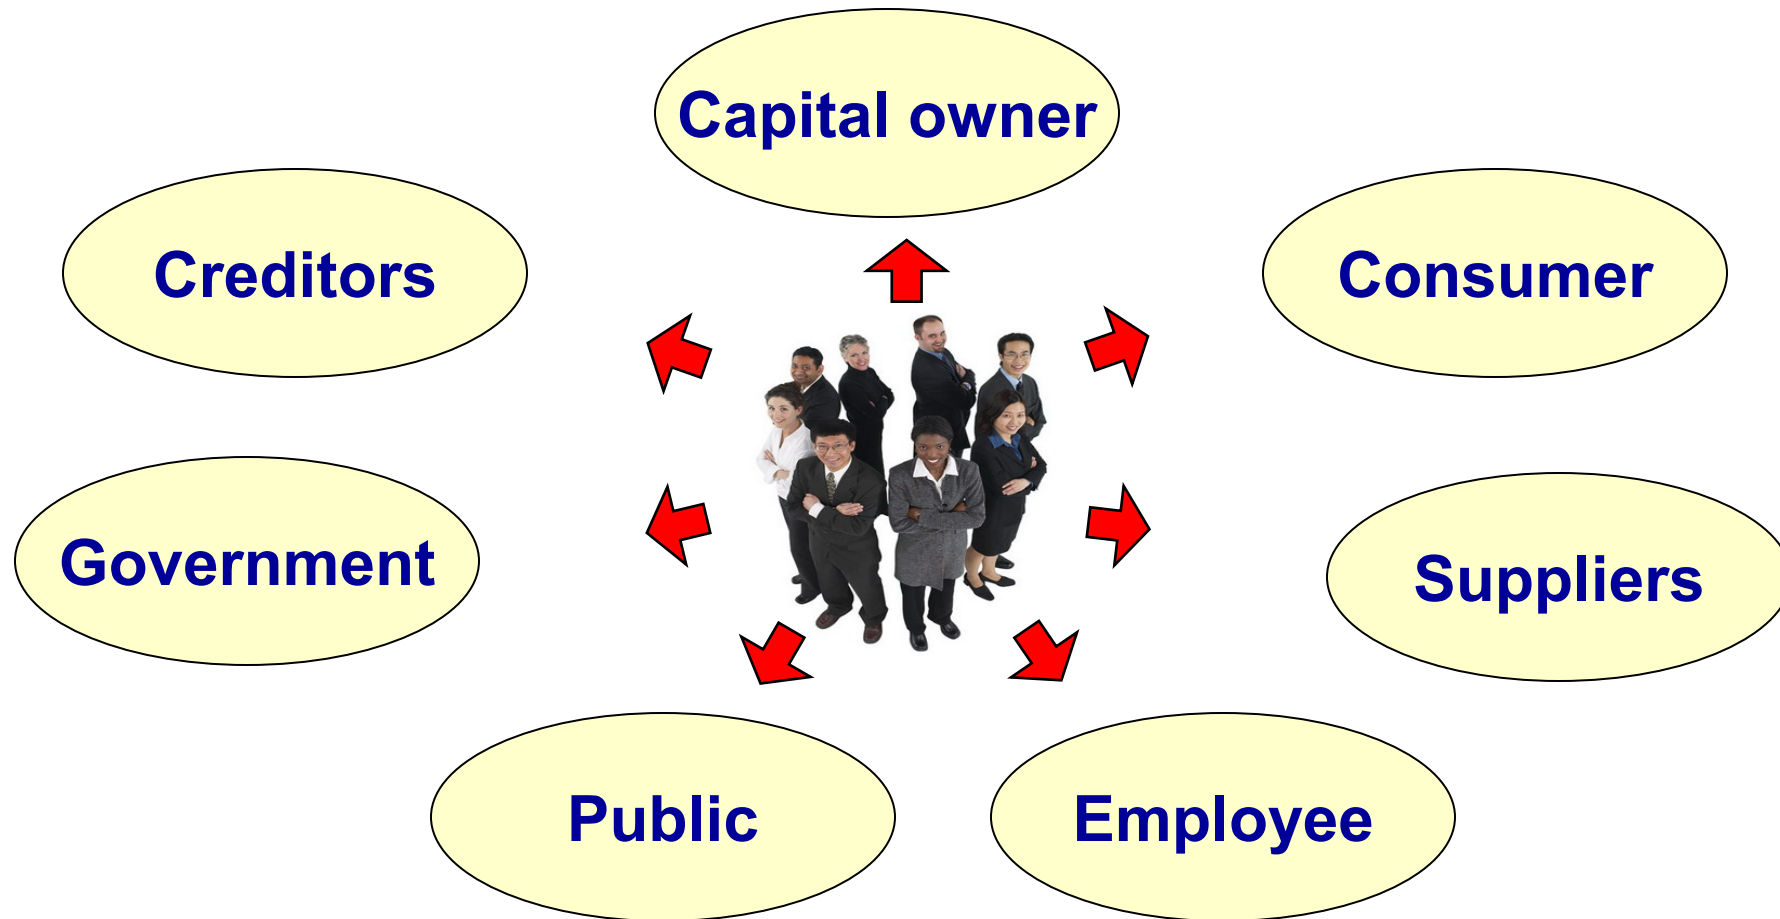 Capital owner
Creditors
Consumer
Government
Suppliers
Public
Employee